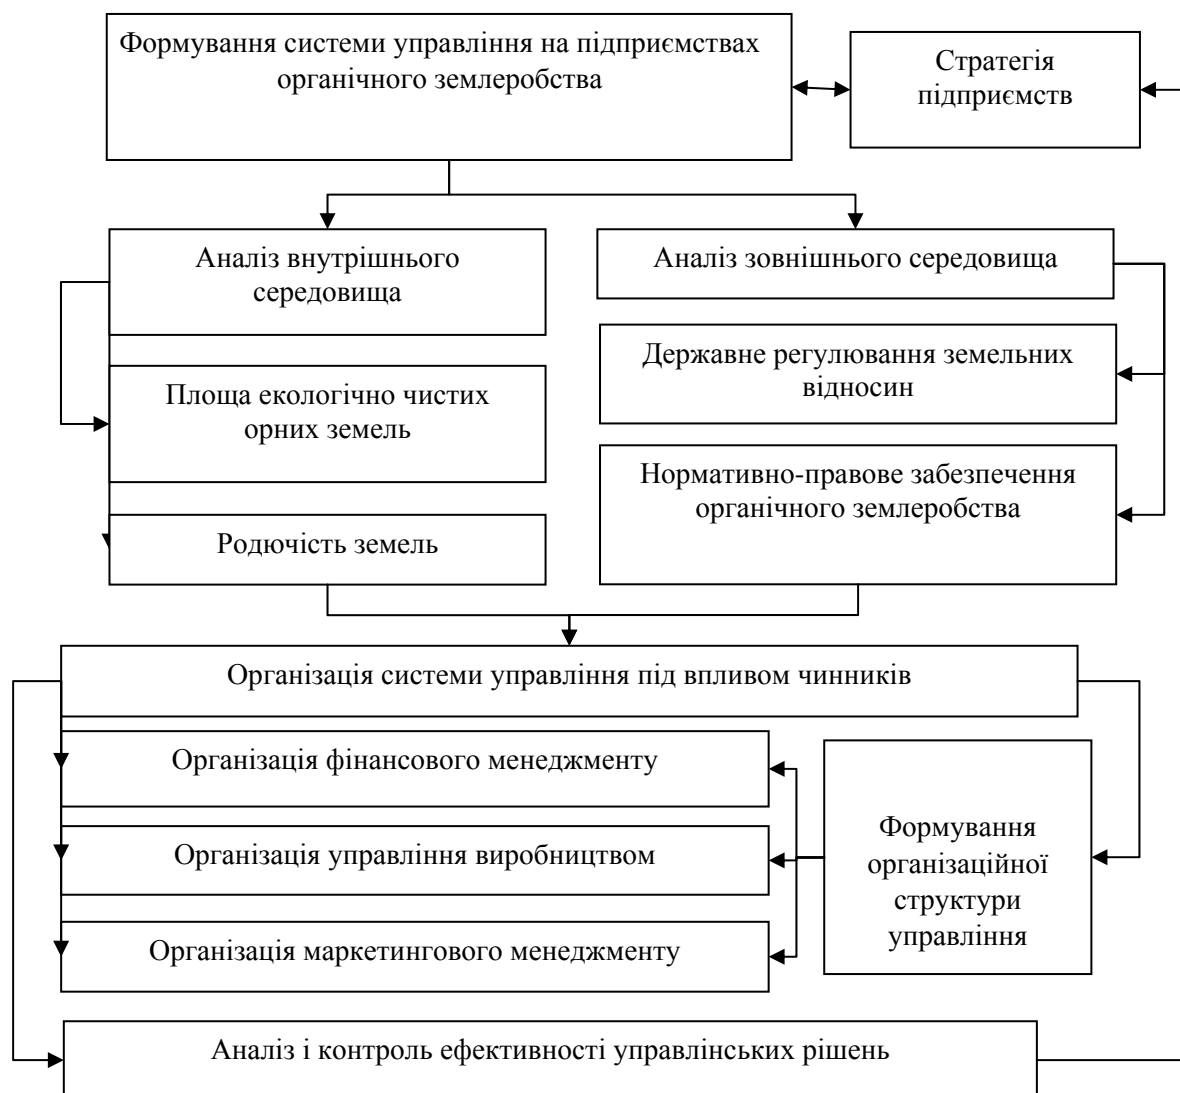 Формування системи управління на підприємствах
органічного землеробства
Стратегія
підприємств
Аналіз внутрішнього
середовища
Аналіз зовнішнього середовища
Державне регулювання земельних
відносин
Площа екологічно чистих
орних земель
Нормативно-правове забезпечення
органічного землеробства
Родючість земель
Організація системи управління під впливом чинників
Організація фінансового менеджменту
Організація управління виробництвом
Організація маркетингового менеджменту
Формування
організаційної
структури
управління
Аналіз і контроль ефективності управлінських рішень